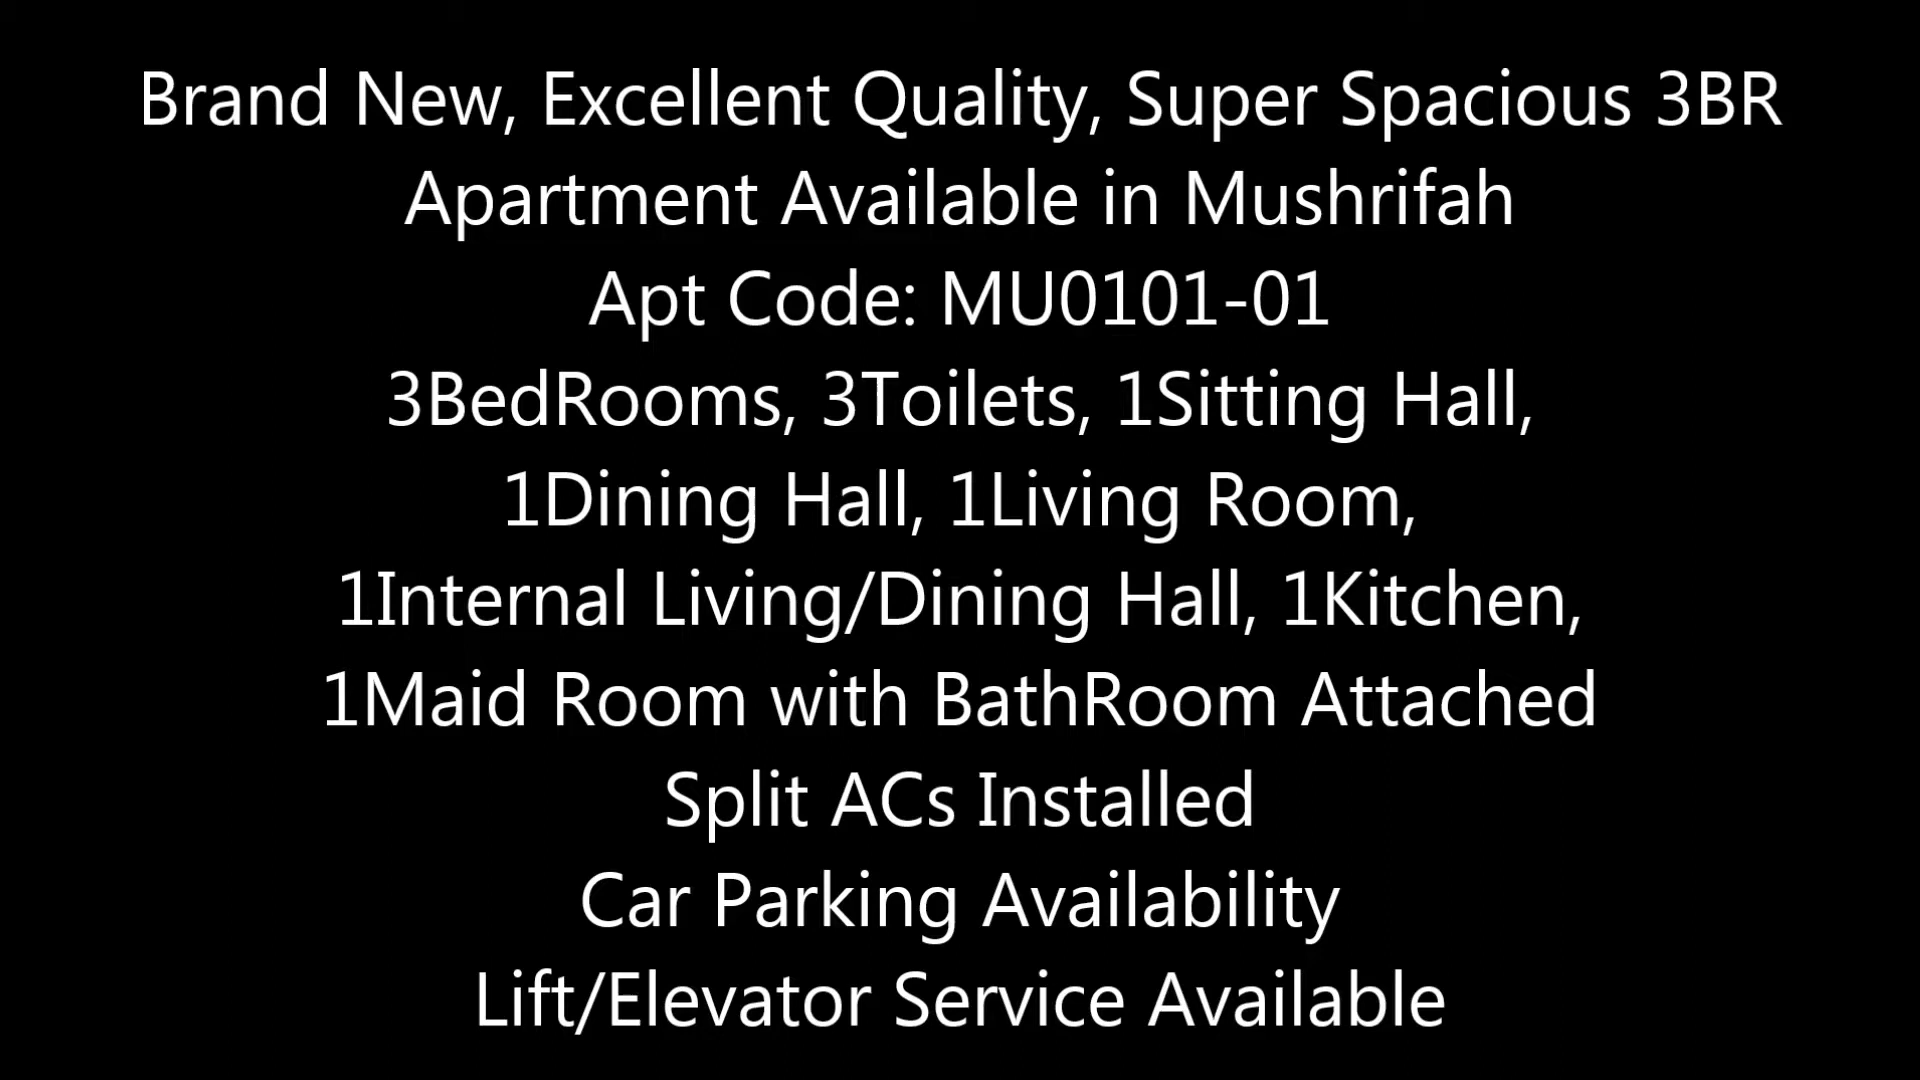 Brand New, Excellent Quality, Super Spacious 3BR
Apartment Available in Mushrifah
Apt Code: MU0101-01
3BedRooms, 3Toilets, 1Sitting Hall,
1Dining Hall, 1Living Room,
1Internal Living/Dining Hall, 1Kitchen,
1Maid Room with BathRoom Attached
Split ACs Installed
Car Parking Availability
Lift/Elevator Service Available